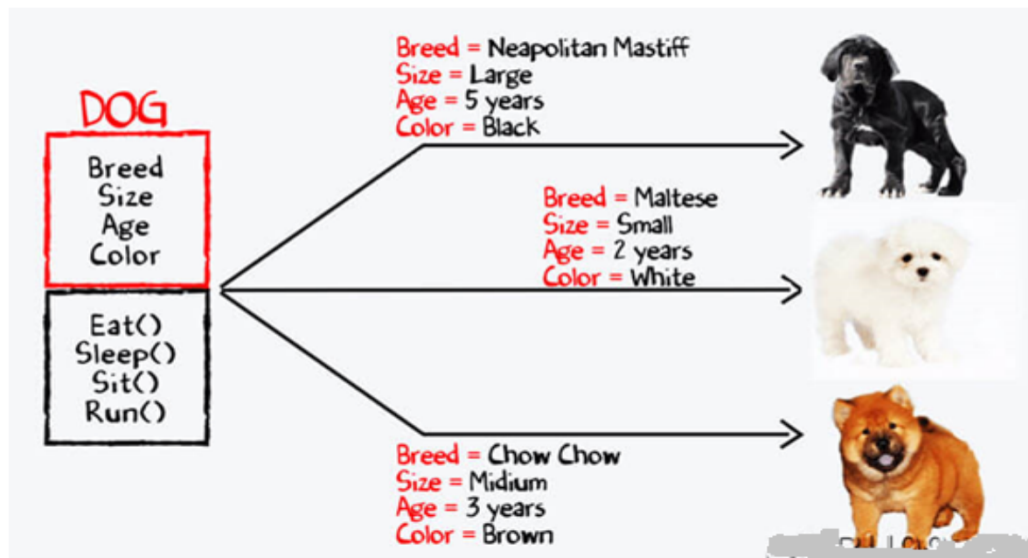 DOG
Breed
Size
Age
Color
Eat()
Sleep()
Sit()
Run()
Breed = Neapolitan Mastiff
Size = Large
Age = 5 years
Color = Black
Breed = Maltese
Size = Small
Age = 2 years
Color = White
Breed = Chow Chow
Size = Midium
Age = 3 years
Color = Brown